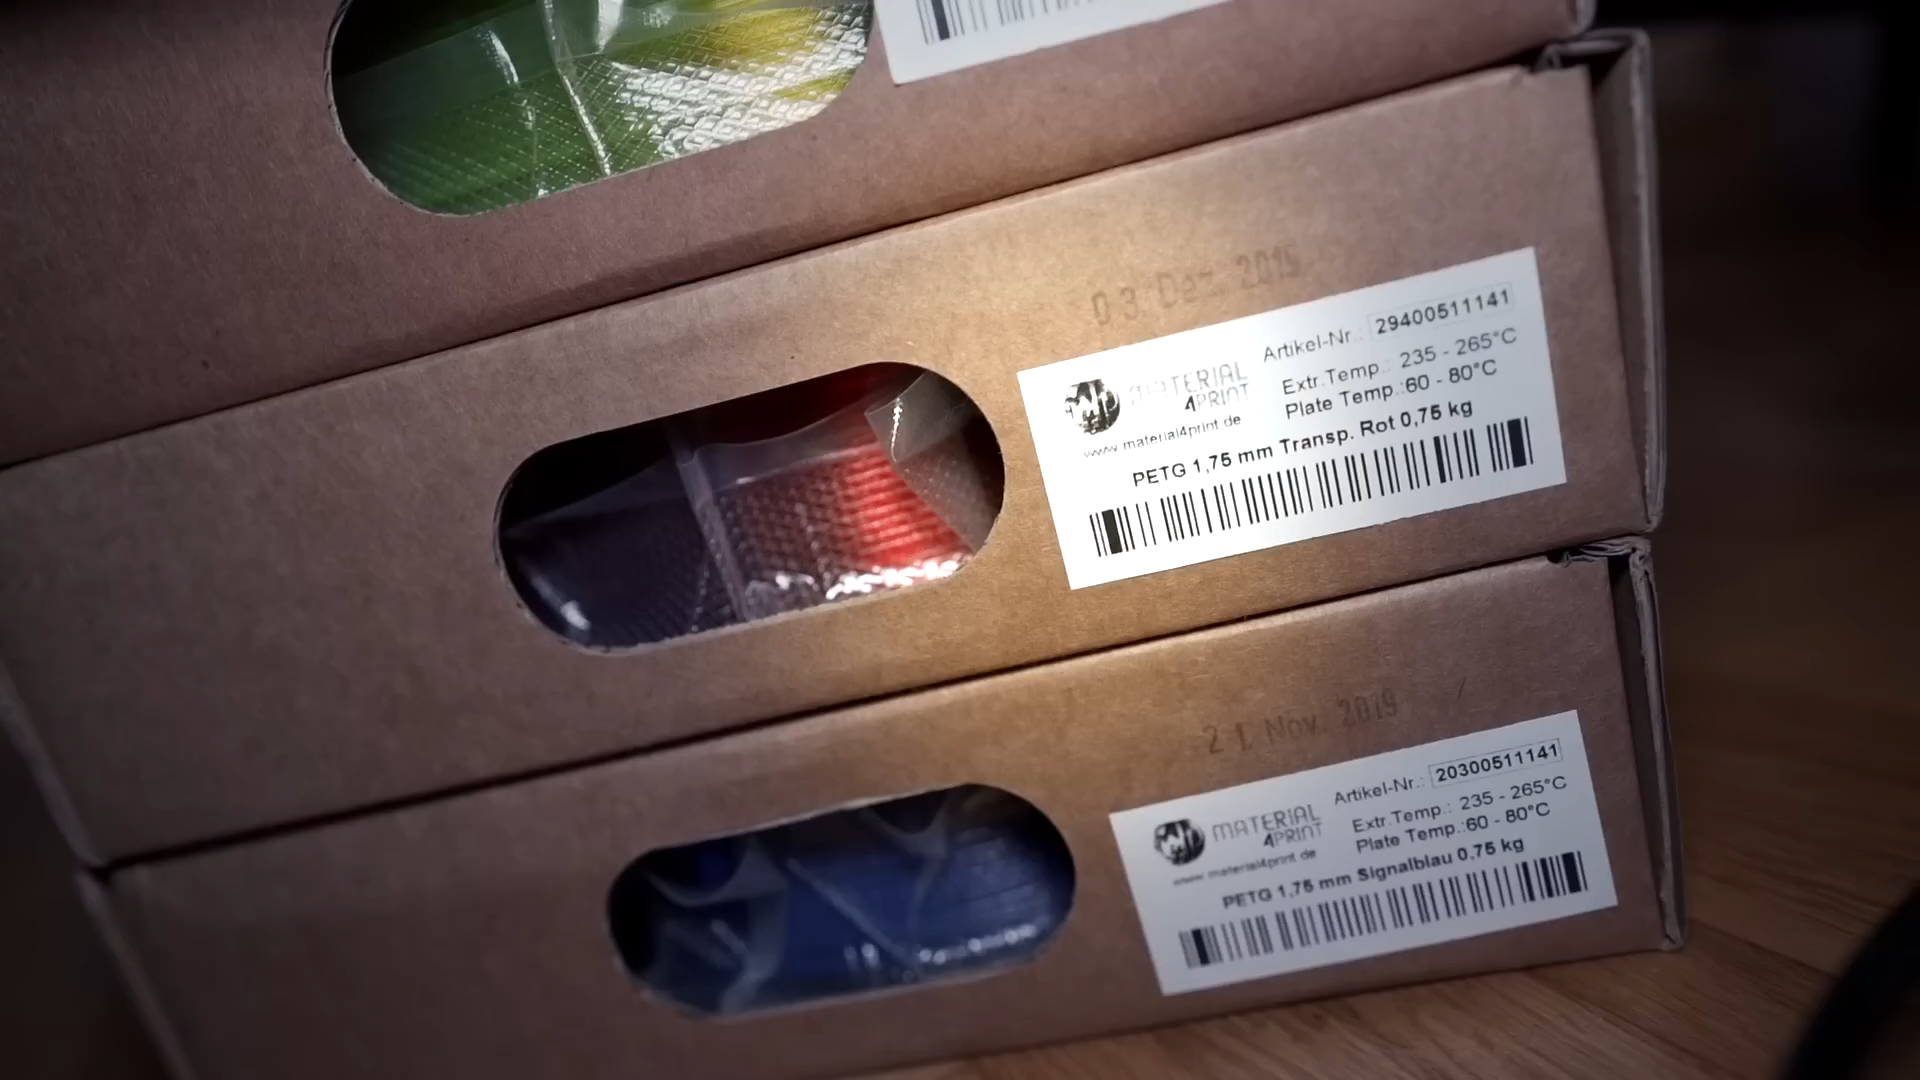 03. Dez. 2019
Artikel-Nr.: 29400511141
MATERIAL
4PRINT
Extr.Temp.: 235 - 265°C
Plate Temp.:60 - 80°C
www.material4print.de
PETG 1,75 mm Transp. Rot 0,75 kg
21. Nov. 2019
Artikel-Nr.: 20300511141
MATERIAL
4PRINT
Extr.Temp.: 235 - 265°C
Plate Temp.:60 - 80°C
www.material4print.de
PETG 1,75 mm Signalblau 0,75 kg